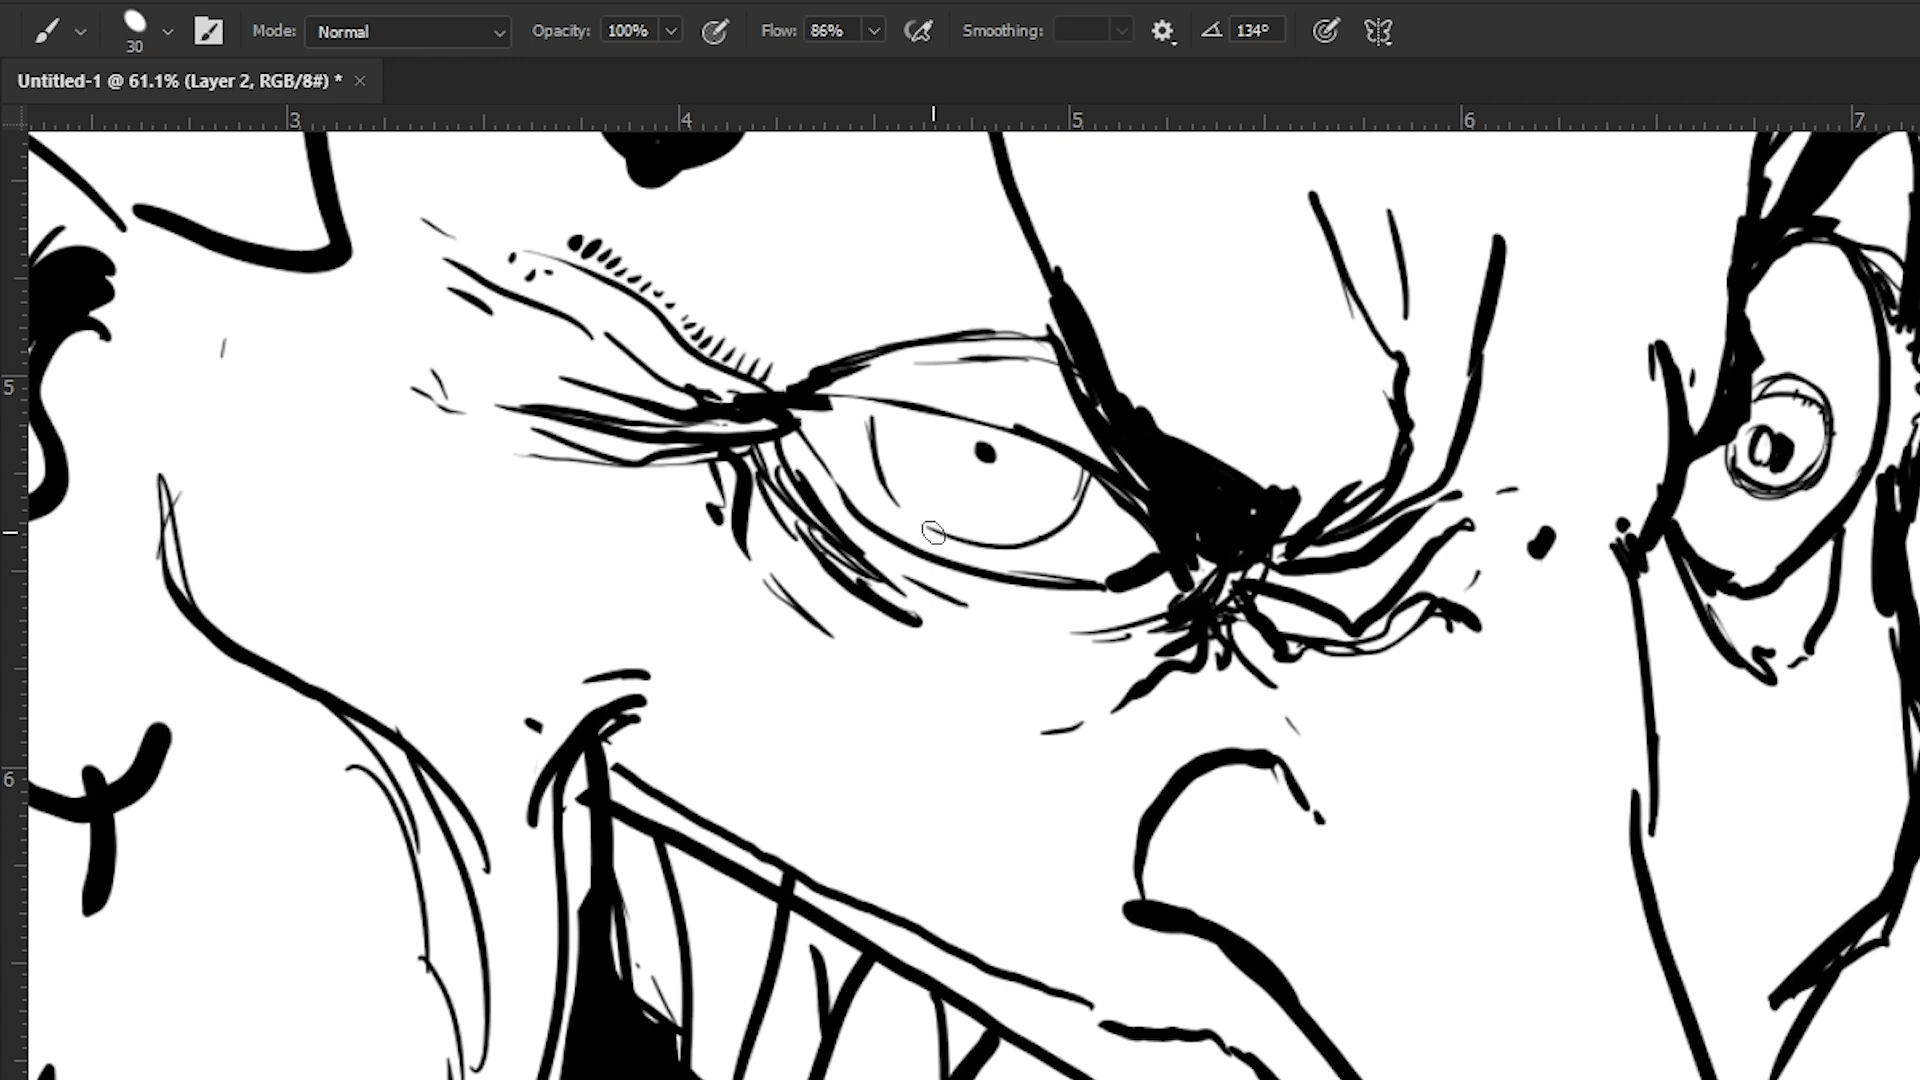 Mode: Normal Opacity: 100% Flow: 86% Smoothing: 134°
30
Untitled-1 @ 61.1% (Layer 2, RGB/8#) * ×
3 4 5 6 7
5
6